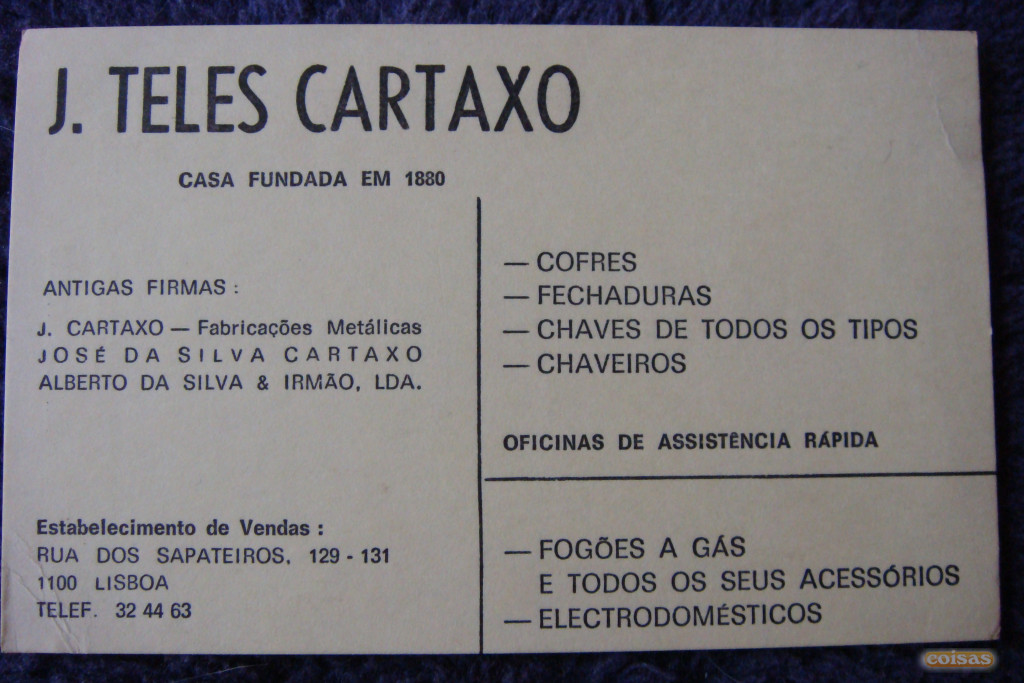 J. TELES CARTAXO
CASA FUNDADA EM 1880
ANTIGAS FIRMAS :
J. CARTAXO — Fabricações Metálicas
JOSÉ DA SILVA CARTAXO
ALBERTO DA SILVA & IRMÃO, LDA.
Estabelecimento de Vendas :
RUA DOS SAPATEIROS, 129 - 131
1100 LISBOA
TELEF. 32 44 63
— COFRES
— FECHADURAS
— CHAVES DE TODOS OS TIPOS
— CHAVEIROS
OFICINAS DE ASSISTÊNCIA RÁPIDA
— FOGÕES A GÁS
E TODOS OS SEUS ACESSÓRIOS
— ELECTRODOMÉSTICOS
coisas